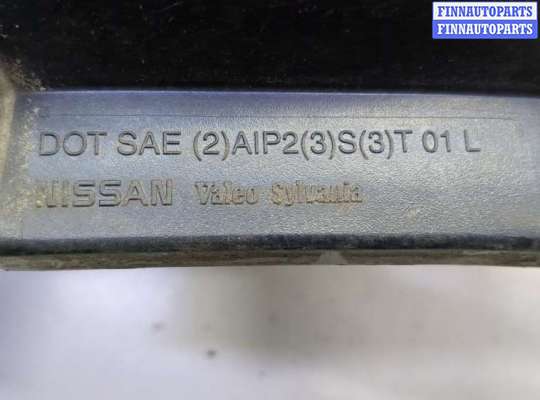 FINNAUTOPARTS
FINNAUTOPARTS
DOT SAE (2)AIP2(3)S(3)T 01 L
NISSAN Valeo Sylvania